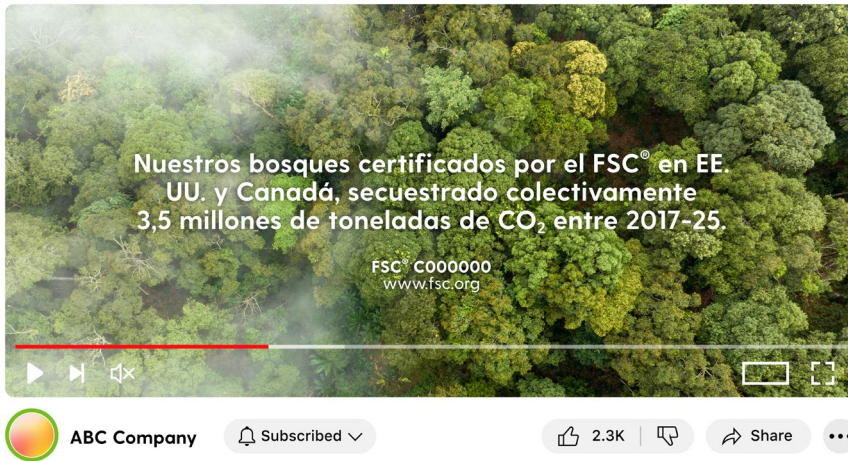 Nuestros bosques certificados por el FSC® en EE.
UU. y Canadá, secuestrado colectivamente
3,5 millones de toneladas de CO₂ entre 2017-25.
FSC® C000000
www.fsc.org
ABC Company
Subscribed
2.3K
Share